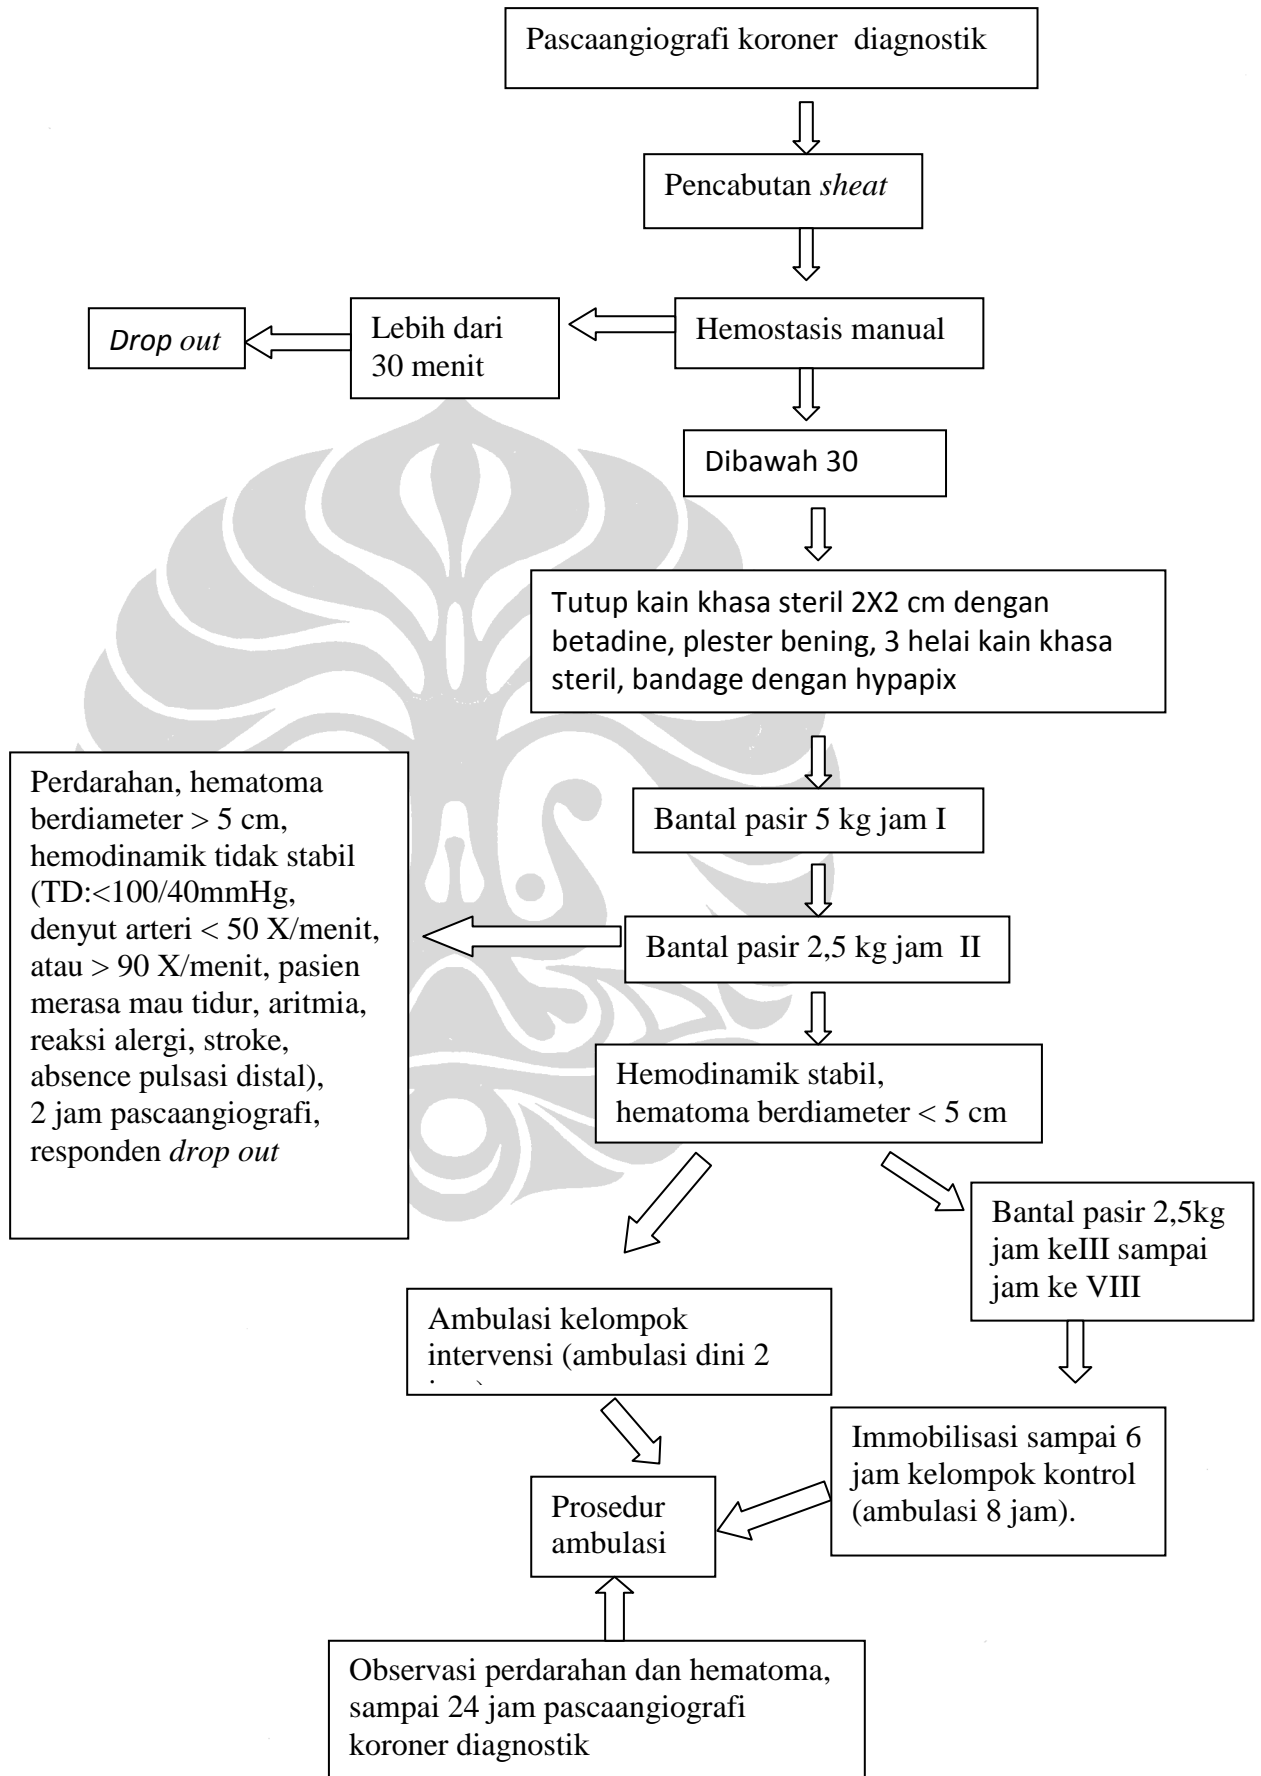 Pascaangiografi koroner diagnostik
Pencabutan sheat
Hemostasis manual
Lebih dari
30 menit
Drop out
Dibawah 30
Tutup kain khasa steril 2X2 cm dengan
betadine, plester bening, 3 helai kain khasa
steril, bandage dengan hypapix
Bantal pasir 5 kg jam I
Bantal pasir 2,5 kg jam II
Perdarahan, hematoma
berdiameter > 5 cm,
hemodinamik tidak stabil
(TD:<100/40mmHg,
denyut arteri < 50 X/menit,
atau > 90 X/menit, pasien
merasa mau tidur, aritmia,
reaksi alergi, stroke,
absence pulsasi distal),
2 jam pascaangiografi,
responden drop out
Hemodinamik stabil,
hematoma berdiameter < 5 cm
Bantal pasir 2,5kg
jam keIII sampai
jam ke VIII
Ambulasi kelompok
intervensi (ambulasi dini 2
Immobilisasi sampai 6
jam kelompok kontrol
(ambulasi 8 jam).
Prosedur
ambulasi
Observasi perdarahan dan hematoma,
sampai 24 jam pascaangiografi
koroner diagnostik